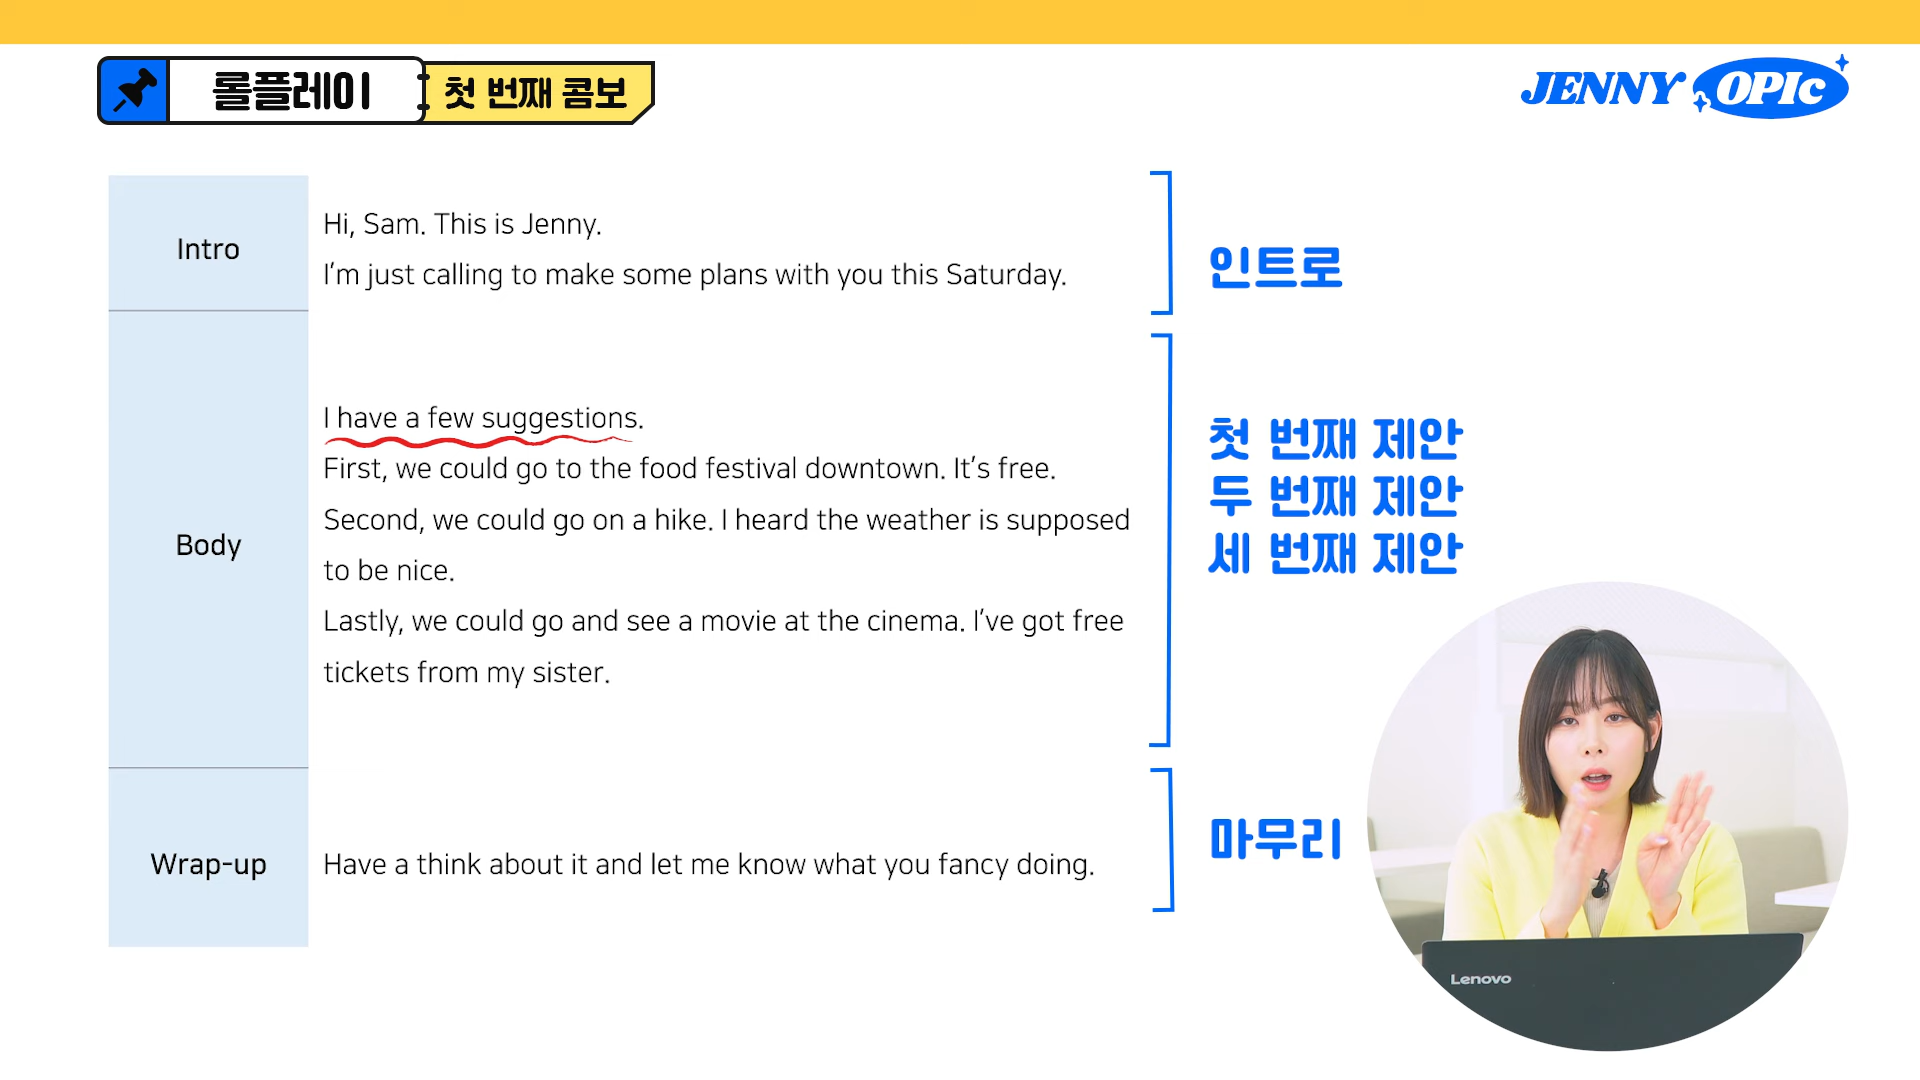 롤플레이
첫 번째 콤보
JENNY OPIc
Intro
Hi, Sam. This is Jenny.
I'm just calling to make some plans with you this Saturday.
인트로
Body
I have a few suggestions.
First, we could go to the food festival downtown. It's free.
Second, we could go on a hike. I heard the weather is supposed
to be nice.
Lastly, we could go and see a movie at the cinema. I've got free
tickets from my sister.
첫 번째 제안
두 번째 제안
세 번째 제안
Wrap-up
Have a think about it and let me know what you fancy doing.
마무리
Lenovo